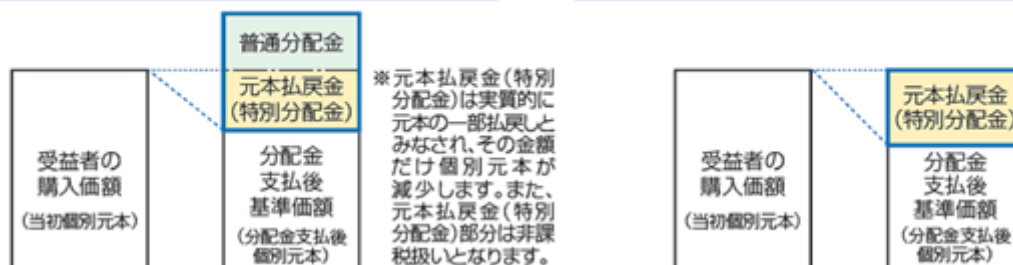 普通分配金
元本払戻金
(特別分配金)
受益者の
購入価額
(当初個別元本)
分配金
支払後
基準価額
(分配金支払後
個別元本)
※元本払戻金(特別
分配金)は実質的に
元本の一部払戻しと
みなされ、その金額
だけ個別元本が
減少します。また、
元本払戻金(特別
分配金)部分は非課
税扱いとなります。
受益者の
購入価額
(当初個別元本)
元本払戻金
(特別分配金)
分配金
支払後
基準価額
(分配金支払後
個別元本)